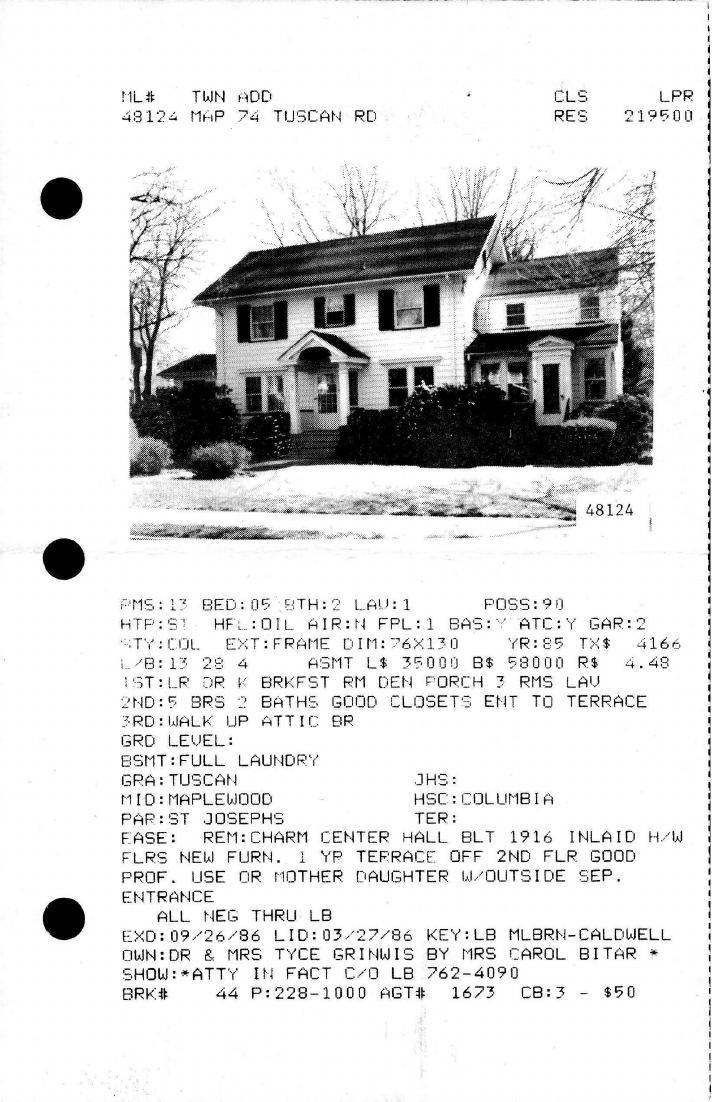 ML# TWN ADD CLS LPR
48124 MAP 74 TUSCAN RD RES 219500
48124
RMS:13 BED:05 BTH:2 LAV:1 POSS:90
HTP:ST HFL:OIL AIR:N FPL:1 BAS:Y ATC:Y GAR:2
STY:COL EXT:FRAME DIM:76X130 YR:85 TX$ 4166
L/B:13 28 4 ASMT L$ 35000 B$ 58000 R$ 4.48
1ST:LR DR K BRKFST RM DEN PORCH 3 RMS LAV
2ND:5 BRS 2 BATHS GOOD CLOSETS ENT TO TERRACE
3RD:WALK UP ATTIC BR
GRD LEVEL:
BSMT:FULL LAUNDRY
GRA:TUSCAN JHS:
MID:MAPLEWOOD HSC:COLUMBIA
PAR:ST JOSEPHS TER:
EASE: REM:CHARM CENTER HALL BLT 1916 INLAID H/W
FLRS NEW FURN. 1 YR TERRACE OFF 2ND FLR GOOD
PROF. USE OR MOTHER DAUGHTER W/OUTSIDE SEP.
ENTRANCE
ALL NEG THRU LB
EXD:09/26/86 LID:03/27/86 KEY:LB MLBRN-CALDWELL
OWN:DR & MRS TYCE GRINWIS BY MRS CAROL BITAR *
SHOW:*ATTY IN FACT C/O LB 762-4090
BRK# 44 P:228-1000 AGT# 1673 CB:3 - $50